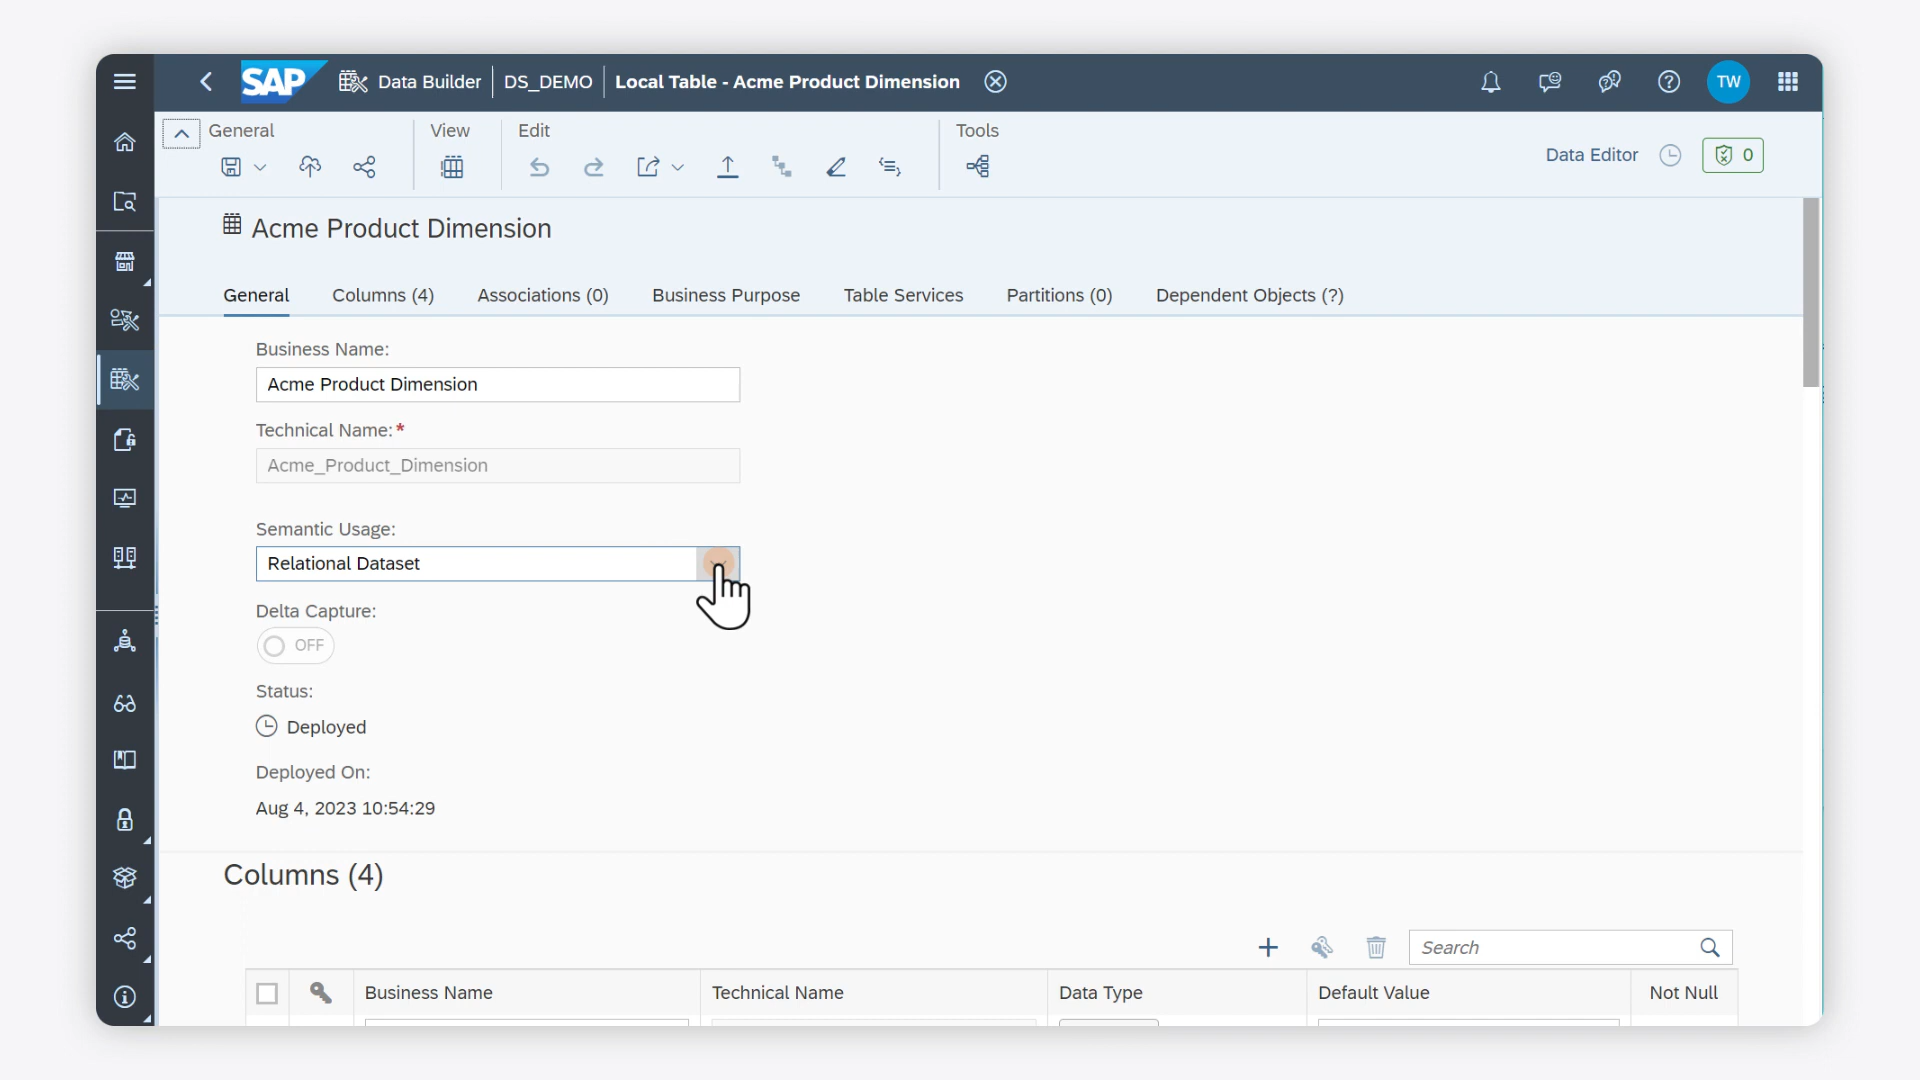 SAP
Data Builder
DS_DEMO
Local Table - Acme Product Dimension
TW
General
View
Edit
Tools
Data Editor
0
Acme Product Dimension
General
Columns (4)
Associations (0)
Business Purpose
Table Services
Partitions (0)
Dependent Objects (?)
Business Name:
Acme Product Dimension
Technical Name:*
Acme_Product_Dimension
Semantic Usage:
Relational Dataset
Delta Capture:
OFF
Status:
Deployed
Deployed On:
Aug 4, 2023 10:54:29
Columns (4)
Search
Business Name
Technical Name
Data Type
Default Value
Not Null